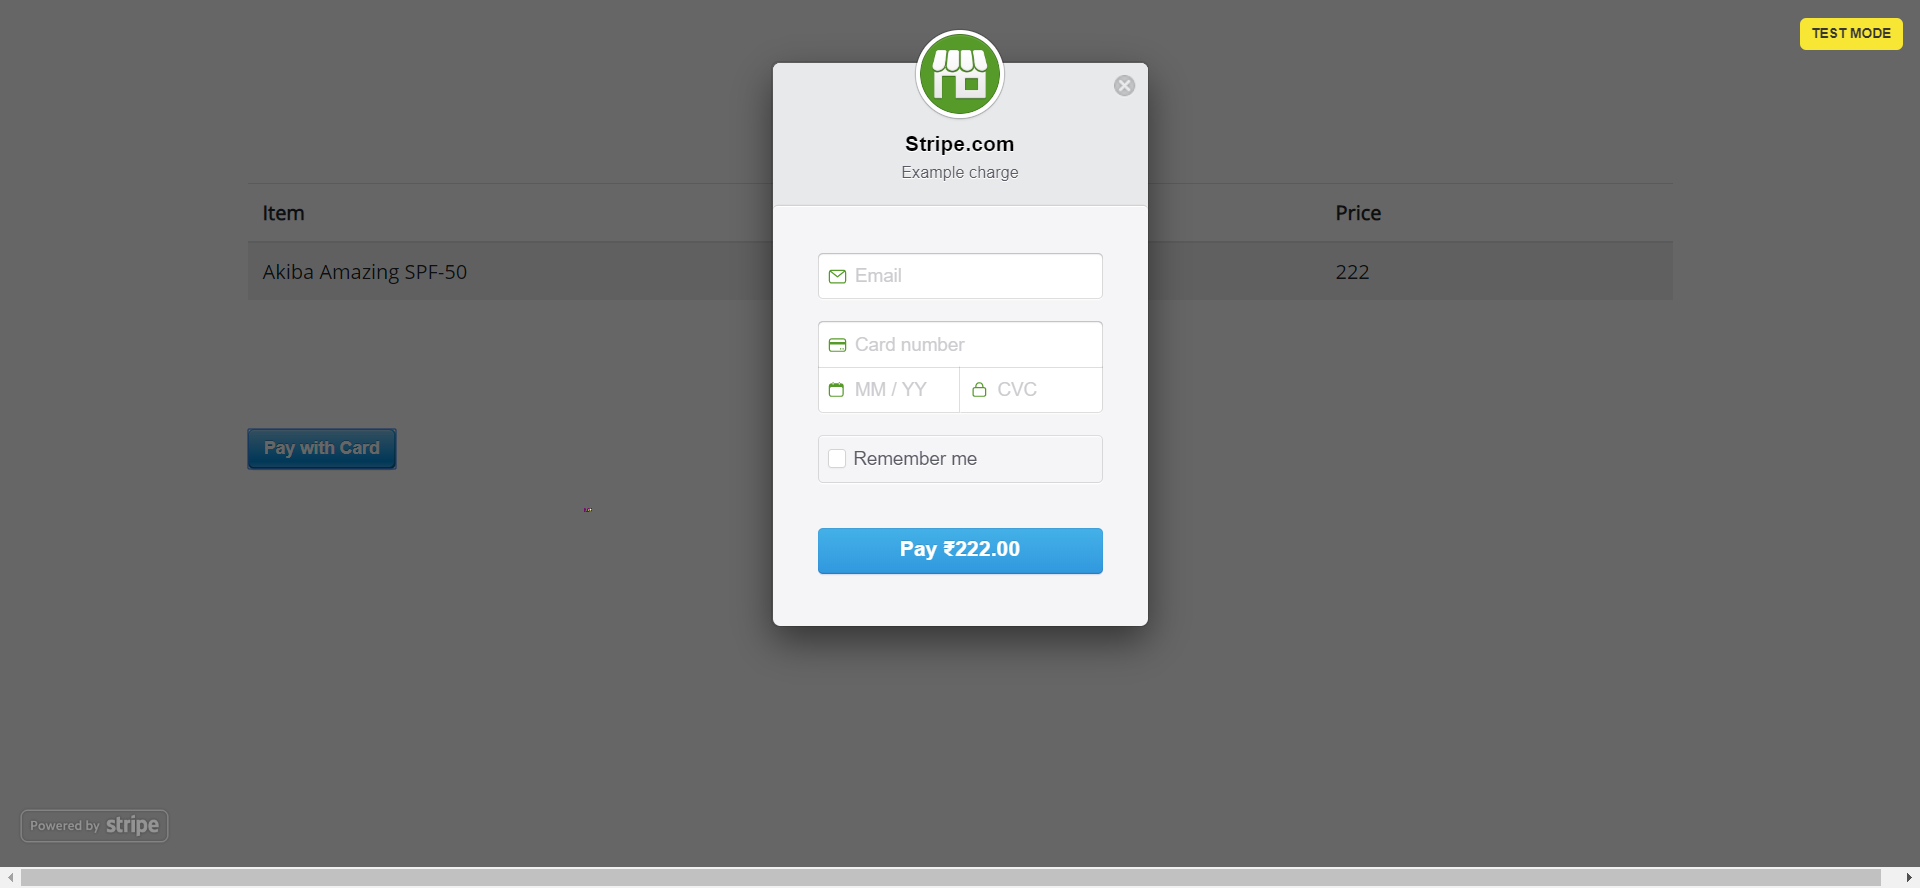 TEST MODE
Stripe.com
Example charge
Item
Price
Akiba Amazing SPF-50
222
Email
Card number
MM / YY
CVC
Remember me
Pay with Card
Pay ₹222.00
Powered by stripe